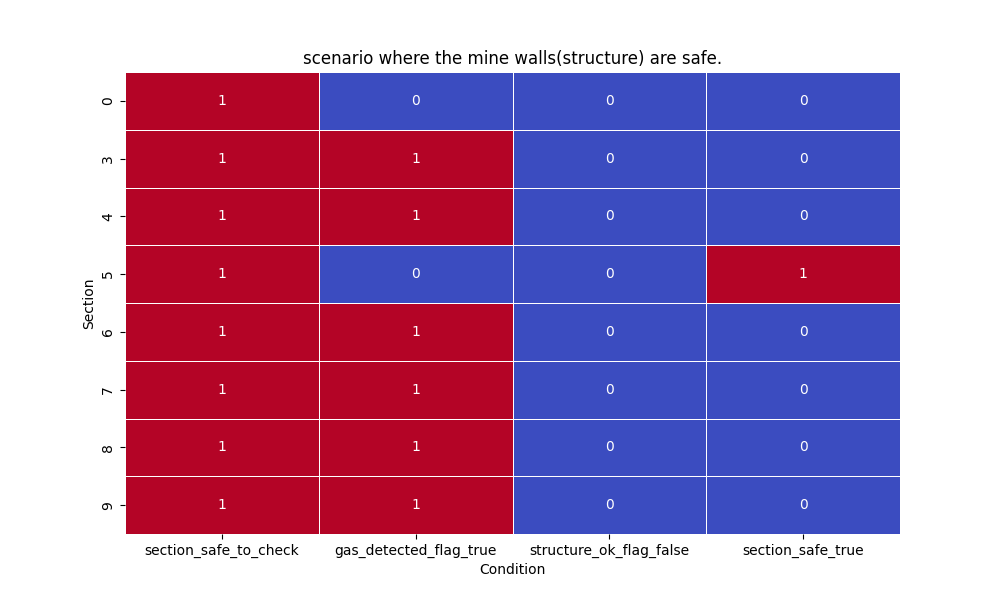 scenario where the mine walls(structure) are safe.
Section
0 1 0 0 0
3 1 1 0 0
4 1 1 0 0
5 1 0 0 1
6 1 1 0 0
7 1 1 0 0
8 1 1 0 0
9 1 1 0 0
section_safe_to_check gas_detected_flag_true structure_ok_flag_false section_safe_true
Condition